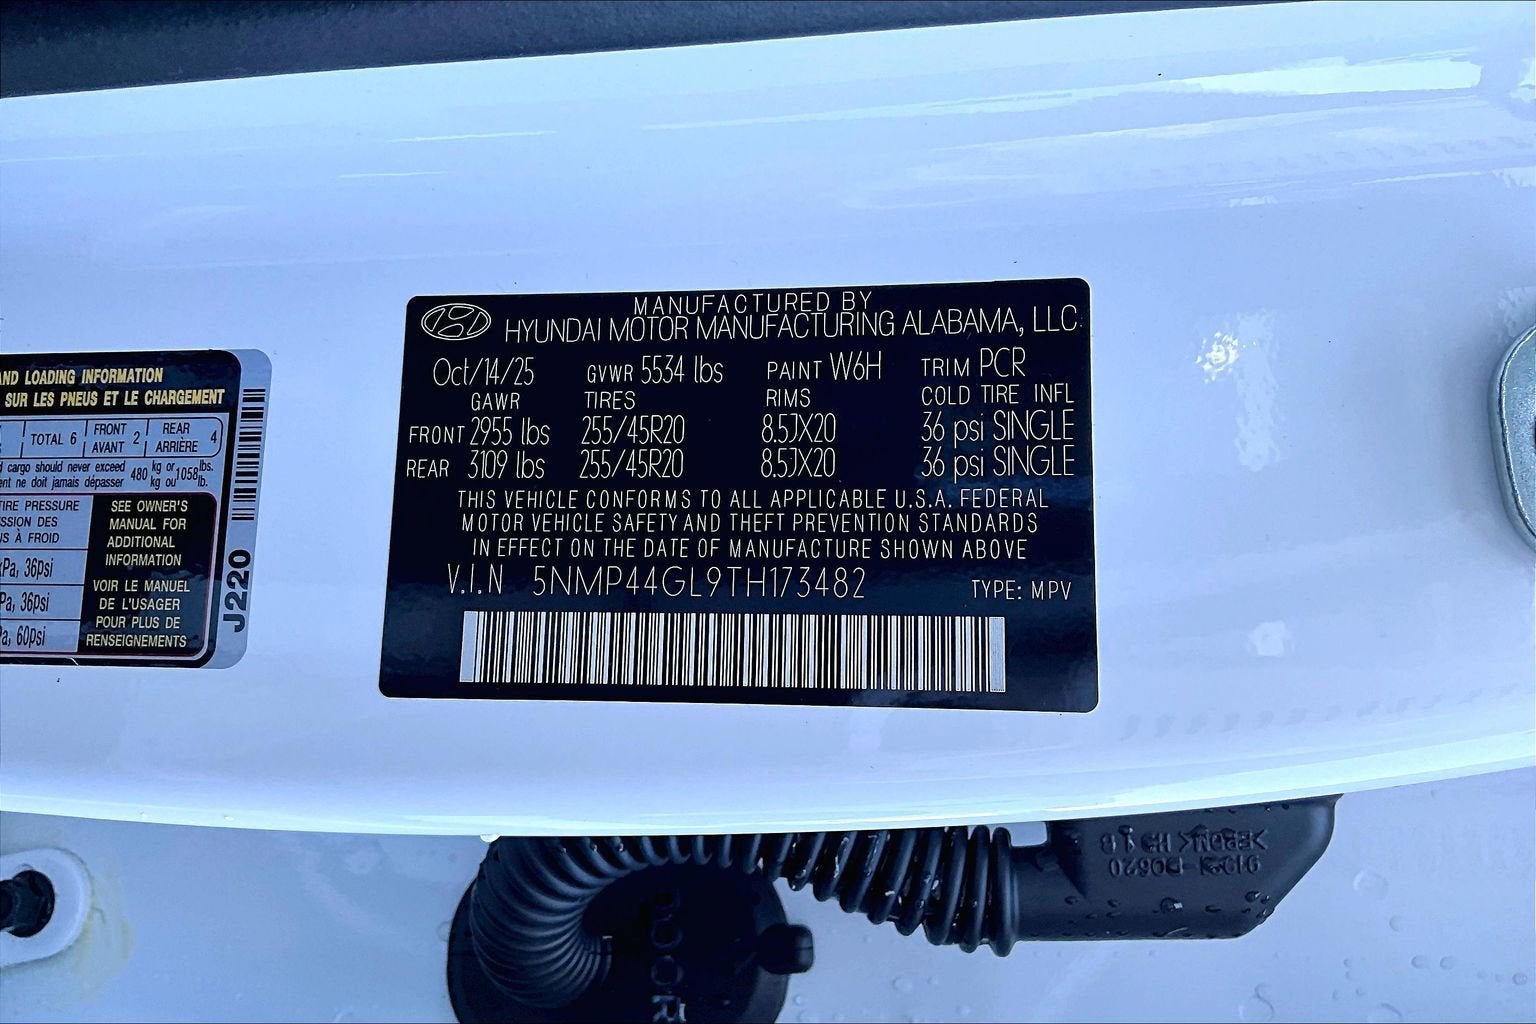 MANUFACTURED BY
HYUNDAI MOTOR MANUFACTURING ALABAMA, LLC
Oct/14/25 GVWR 5534 lbs PAINT W6H TRIM PCR
GAWR TIRES RIMS COLD TIRE INFL
FRONT 2955 lbs 255/45R20 8.5JX20 36 psi SINGLE
REAR 3109 lbs 255/45R20 8.5JX20 36 psi SINGLE
THIS VEHICLE CONFORMS TO ALL APPLICABLE U.S.A. FEDERAL
MOTOR VEHICLE SAFETY AND THEFT PREVENTION STANDARDS
IN EFFECT ON THE DATE OF MANUFACTURE SHOWN ABOVE
V.I.N 5NMP44GL9TH173482 TYPE: MPV
AND LOADING INFORMATION
SUR LES PNEUS ET LE CHARGEMENT
TOTAL 6 FRONT AVANT 2 REAR ARRIÈRE 4
cargo should never exceed 480 kg or 1058 lbs.
ne doit jamais dépasser kg ou lb.
TIRE PRESSURE
DES
À FROID
36psi
36psi
60psi
SEE OWNER'S
MANUAL FOR
ADDITIONAL
INFORMATION
VOIR LE MANUEL
DE L'USAGER
POUR PLUS DE
RENSEIGNEMENTS
J220